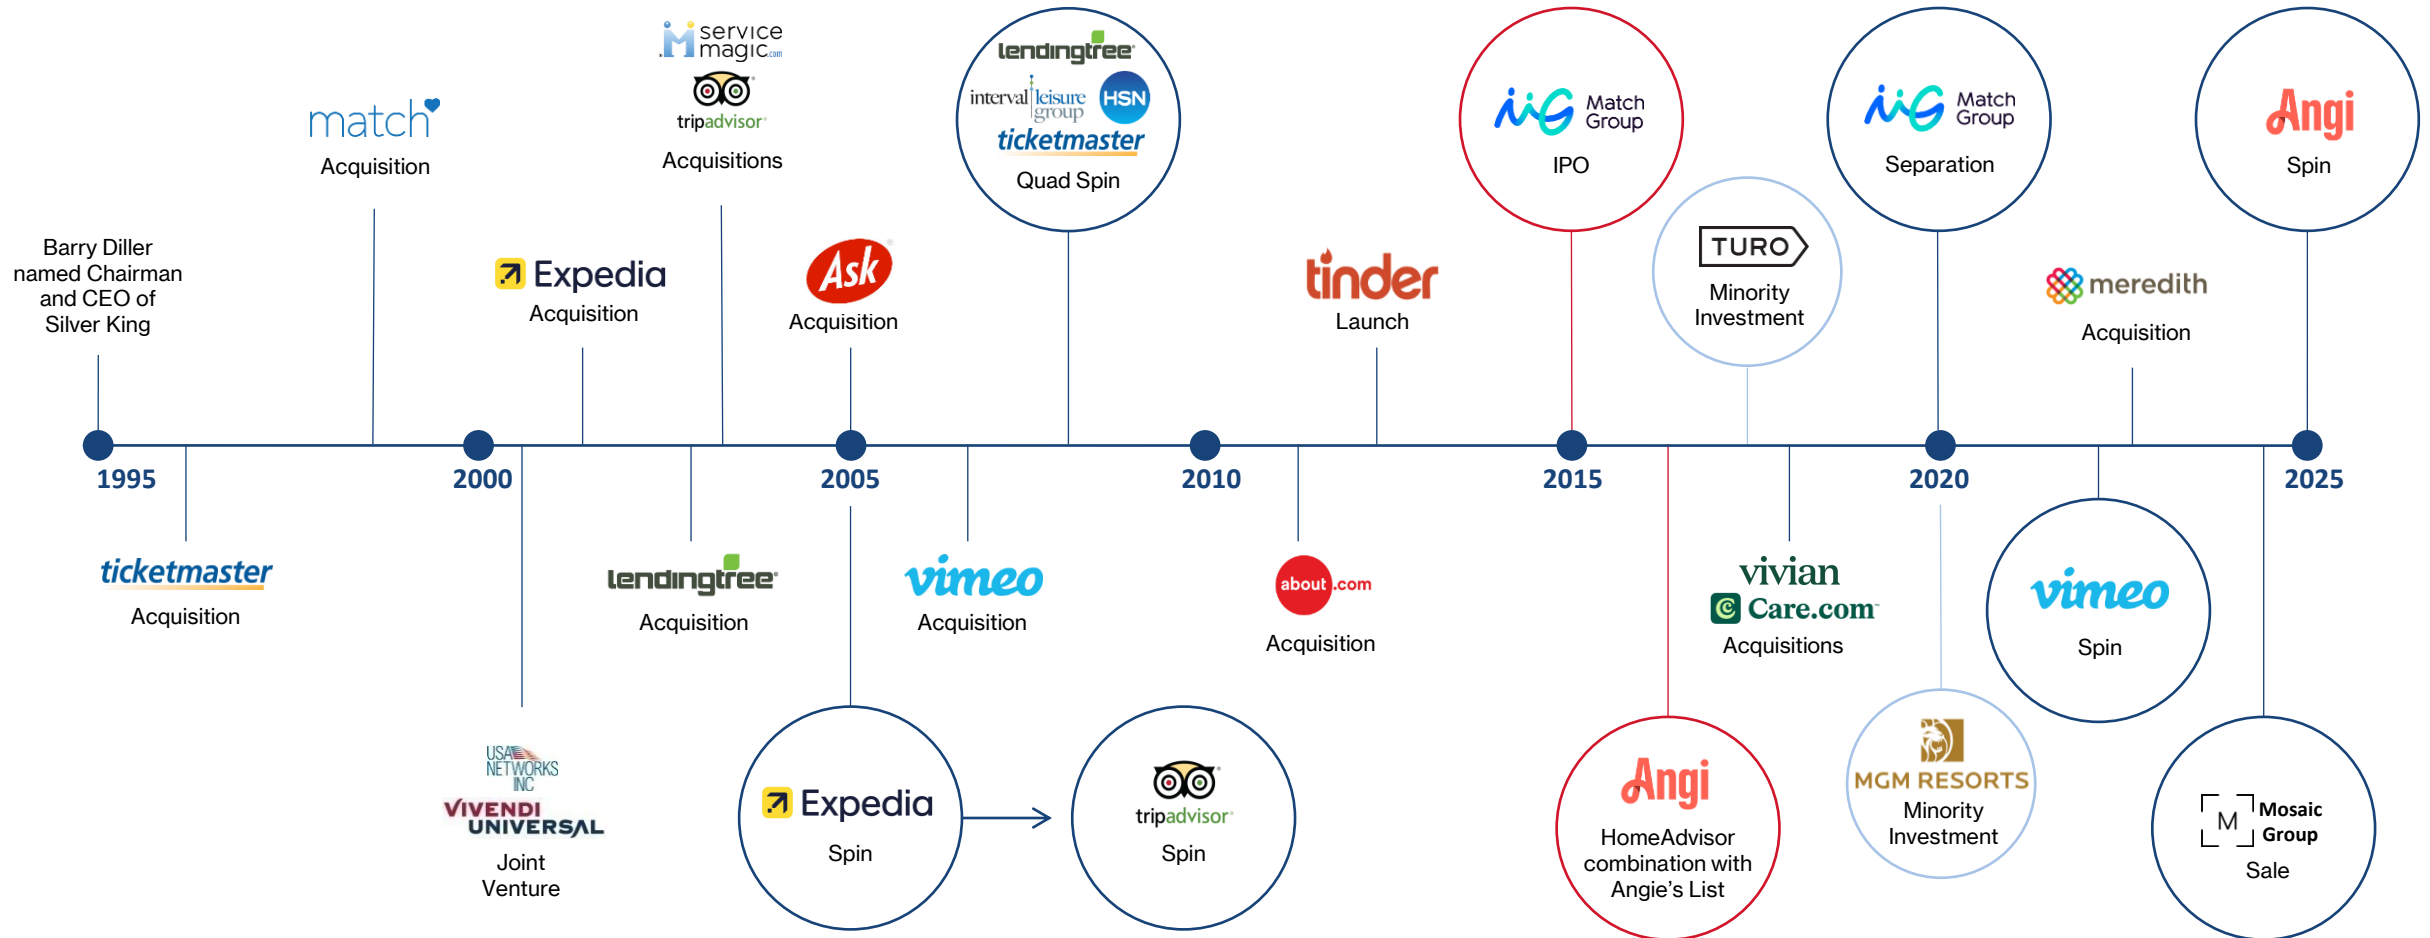 service
magic.com
tripadvisor
Acquisitions
lendingtree
interval leisure
group
HSN
ticketmaster
Quad Spin
Match
Group
IPO
Match
Group
Separation
Angi
Spin
match
Acquisition
Barry Diller
named Chairman
and CEO of
Silver King
Expedia
Acquisition
Ask
Acquisition
tinder
Launch
TURO
Minority
Investment
meredith
Acquisition
1995
2000
2005
2010
2015
2020
2025
ticketmaster
Acquisition
lendingtree
Acquisition
vimeo
Acquisition
about.com
Acquisition
vivian
Care.com
Acquisitions
vimeo
Spin
USA
NETWORKS
INC
VIVENDI
UNIVERSAL
Joint
Venture
Expedia
Spin
tripadvisor
Spin
Angi
HomeAdvisor
combination with
Angie’s List
MGM RESORTS
Minority
Investment
M
Mosaic
Group
Sale